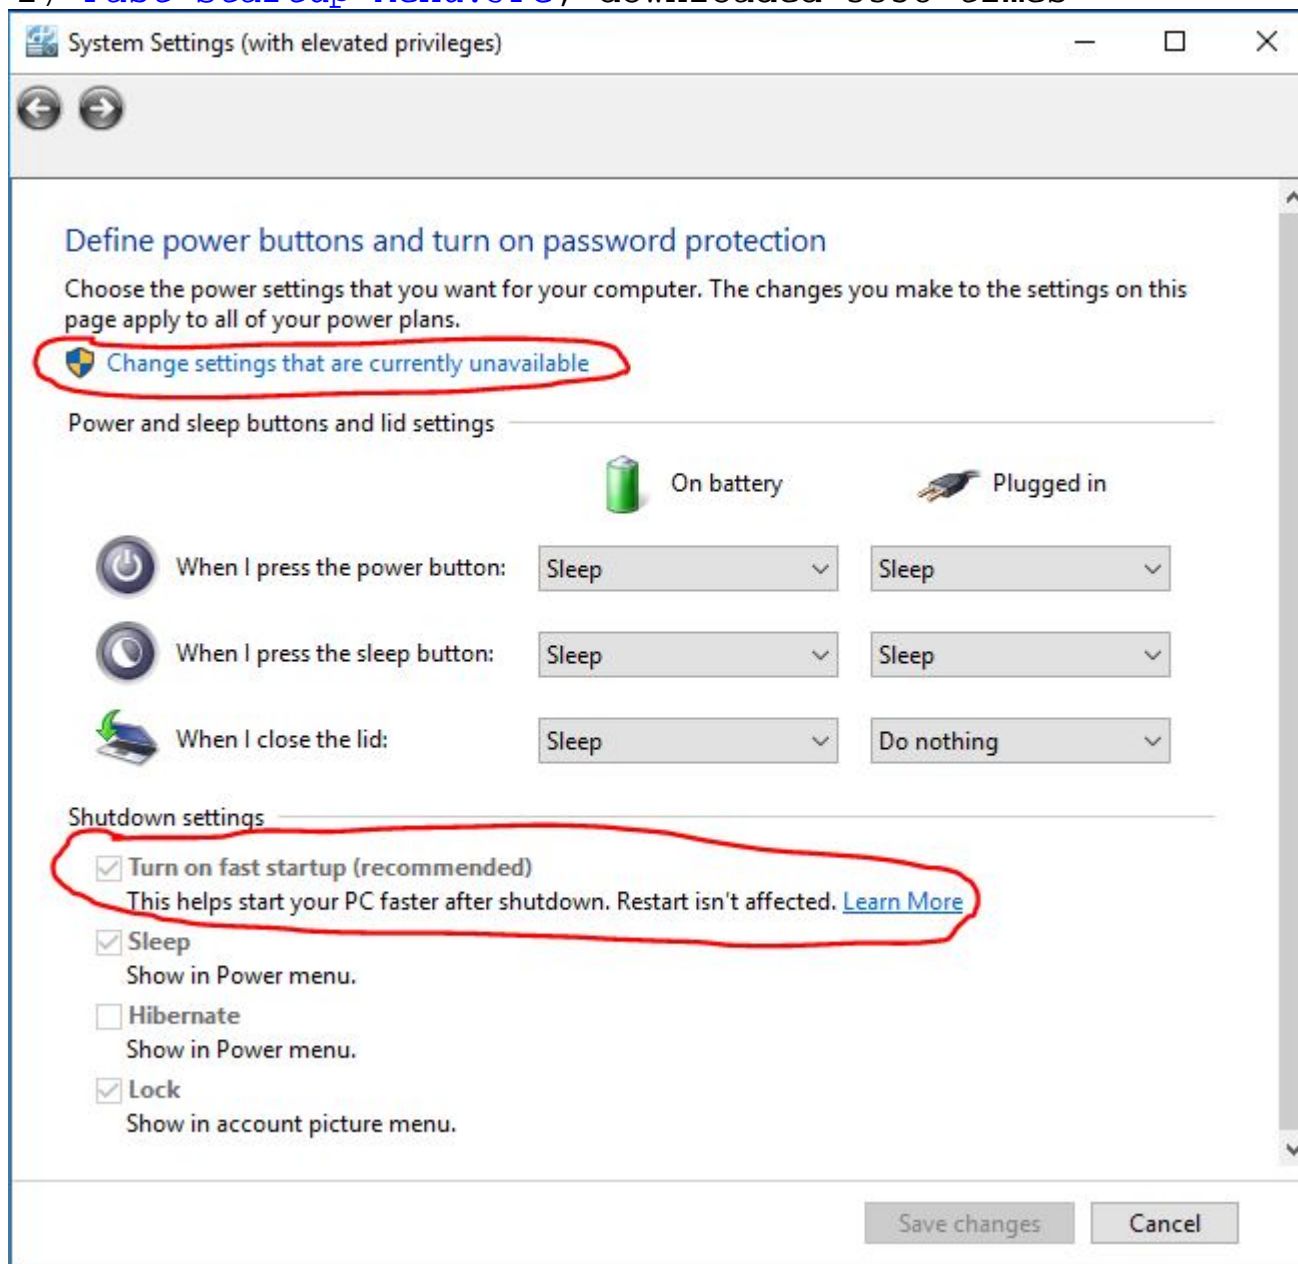 System Settings (with elevated privileges)
Define power buttons and turn on password protection
Choose the power settings that you want for your computer. The changes you make to the settings on this
page apply to all of your power plans.
Change settings that are currently unavailable
Power and sleep buttons and lid settings
On battery Plugged in
When I press the power button: Sleep Sleep
When I press the sleep button: Sleep Sleep
When I close the lid: Sleep Do nothing
Shutdown settings
Turn on fast startup (recommended)
This helps start your PC faster after shutdown. Restart isn't affected. Learn More
Sleep
Show in Power menu.
Hibernate
Show in Power menu.
Lock
Show in account picture menu.
Save changes Cancel